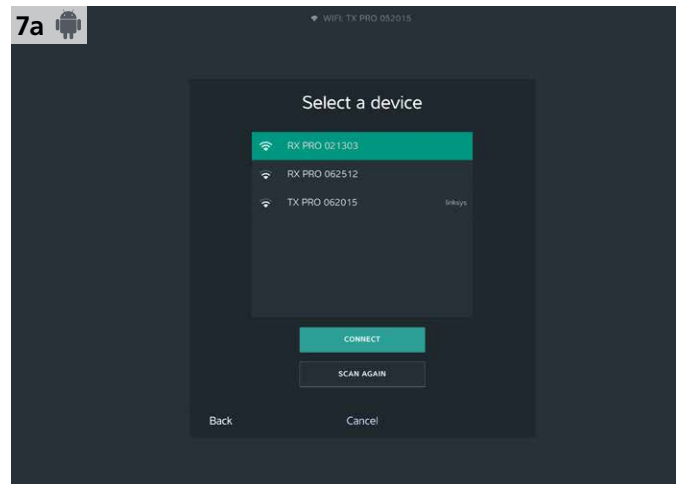 7a
WIFI, TX PRO 052015
Select a device
RX PRO 021303
RX PRO 062512
TX PRO 062015 linksys
CONNECT
SCAN AGAIN
Back Cancel